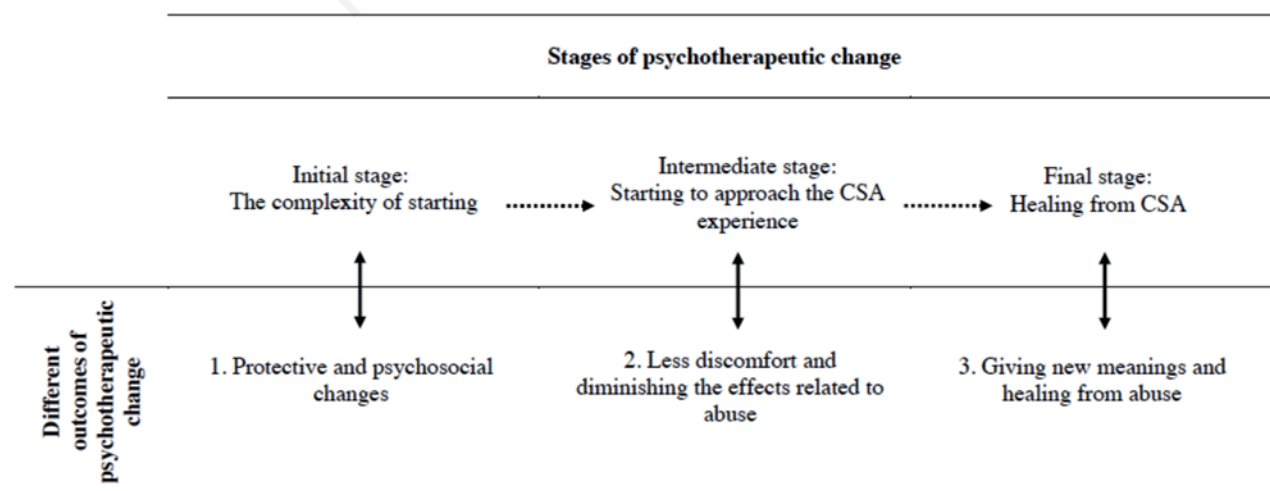 Stages of psychotherapeutic change
Initial stage:
The complexity of starting
Intermediate stage:
Starting to approach the CSA
experience
Final stage:
Healing from CSA
Different
outcomes of
psychotherapeutic
change
1. Protective and psychosocial
changes
2. Less discomfort and
diminishing the effects related to
abuse
3. Giving new meanings and
healing from abuse